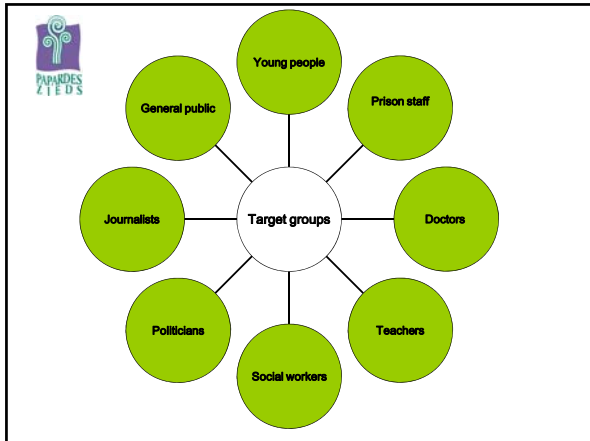 PAPARDES
ZIEDS
Young people
Prison staff
General public
Journalists
Target groups
Doctors
Politicians
Teachers
Social workers